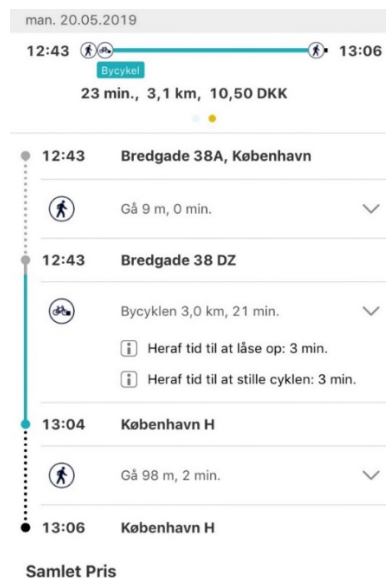 man. 20.05.2019
12:43 13:06
Bycykel
23 min., 3,1 km, 10,50 DKK
12:43 Bredgade 38A, København
Gå 9 m, 0 min.
12:43 Bredgade 38 DZ
Bycyklen 3,0 km, 21 min.
i Heraf tid til at låse op: 3 min.
i Heraf tid til at stille cyklen: 3 min.
13:04 København H
Gå 98 m, 2 min.
13:06 København H
Samlet Pris